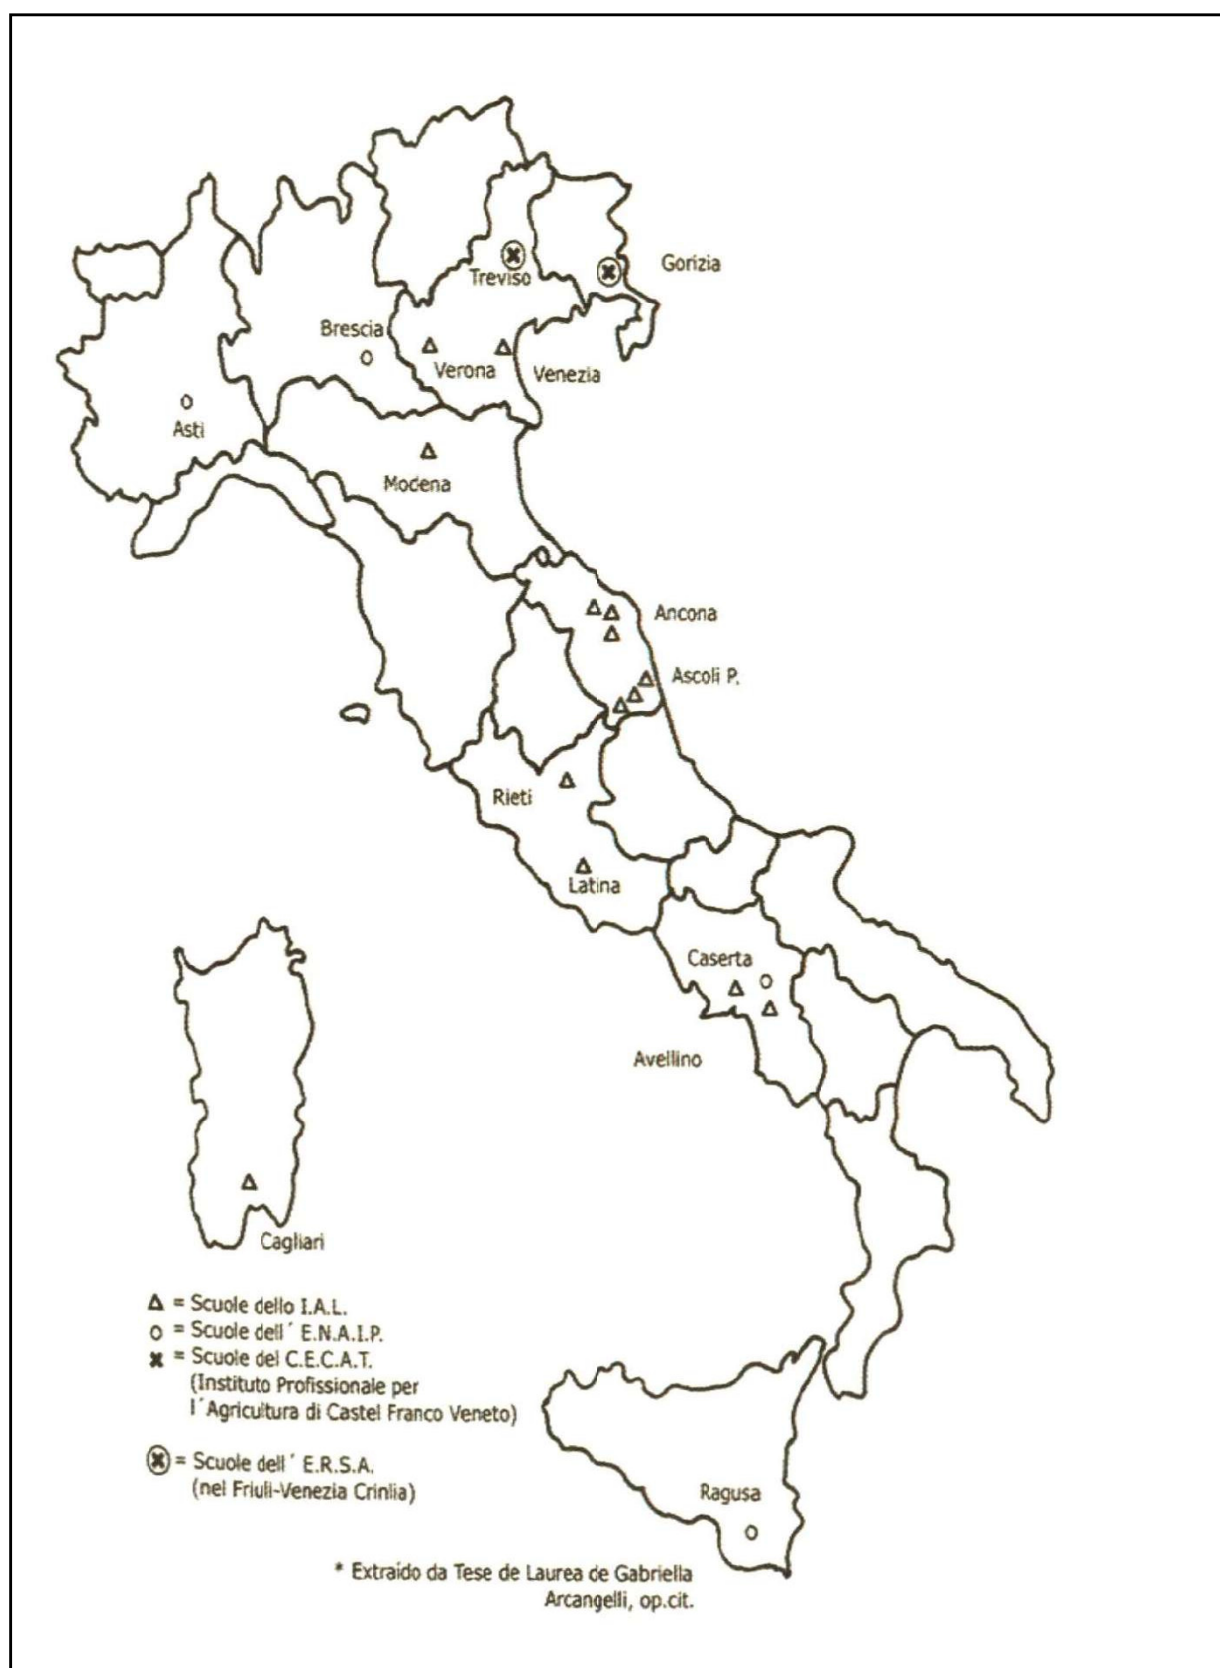 Gorizia
Treviso
Brescia
Verona
Venezia
Asti
Modena
Ancona
Ascoli P.
Rieti
Latina
Caserta
Avellino
Cagliari
Δ = Scuole dello I.A.L.
o = Scuole dell´ E.N.A.I.P.
✖ = Scuole del C.E.C.A.T.
(Instituto Profissionale per
l´Agricultura di Castel Franco Veneto)
= Scuole dell´ E.R.S.A.
(nel Friuli-Venezia Crinlia)
Ragusa
* Extraído da Tese de Laurea de Gabriella
Arcangelli, op.cit.